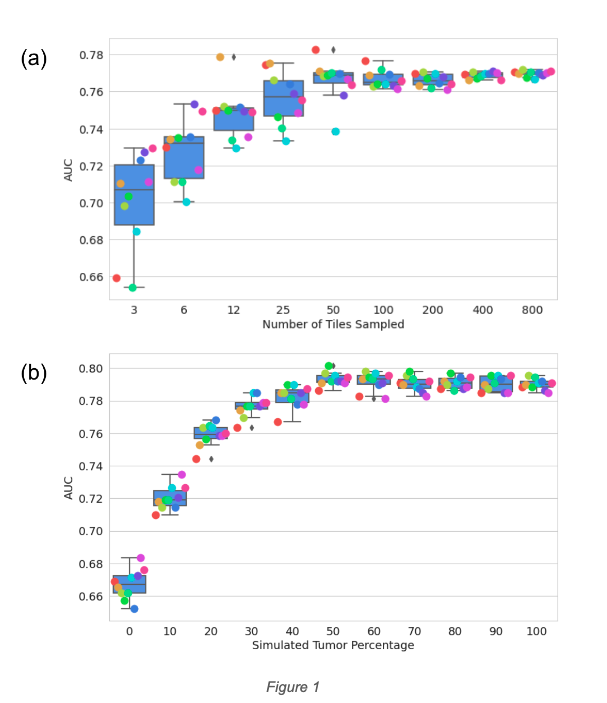 (a)
AUC
0.78
0.76
0.74
0.72
0.70
0.68
0.66
3 6 12 25 50 100 200 400 800
Number of Tiles Sampled
(b)
AUC
0.80
0.78
0.76
0.74
0.72
0.70
0.68
0.66
0 10 20 30 40 50 60 70 80 90 100
Simulated Tumor Percentage
Figure 1